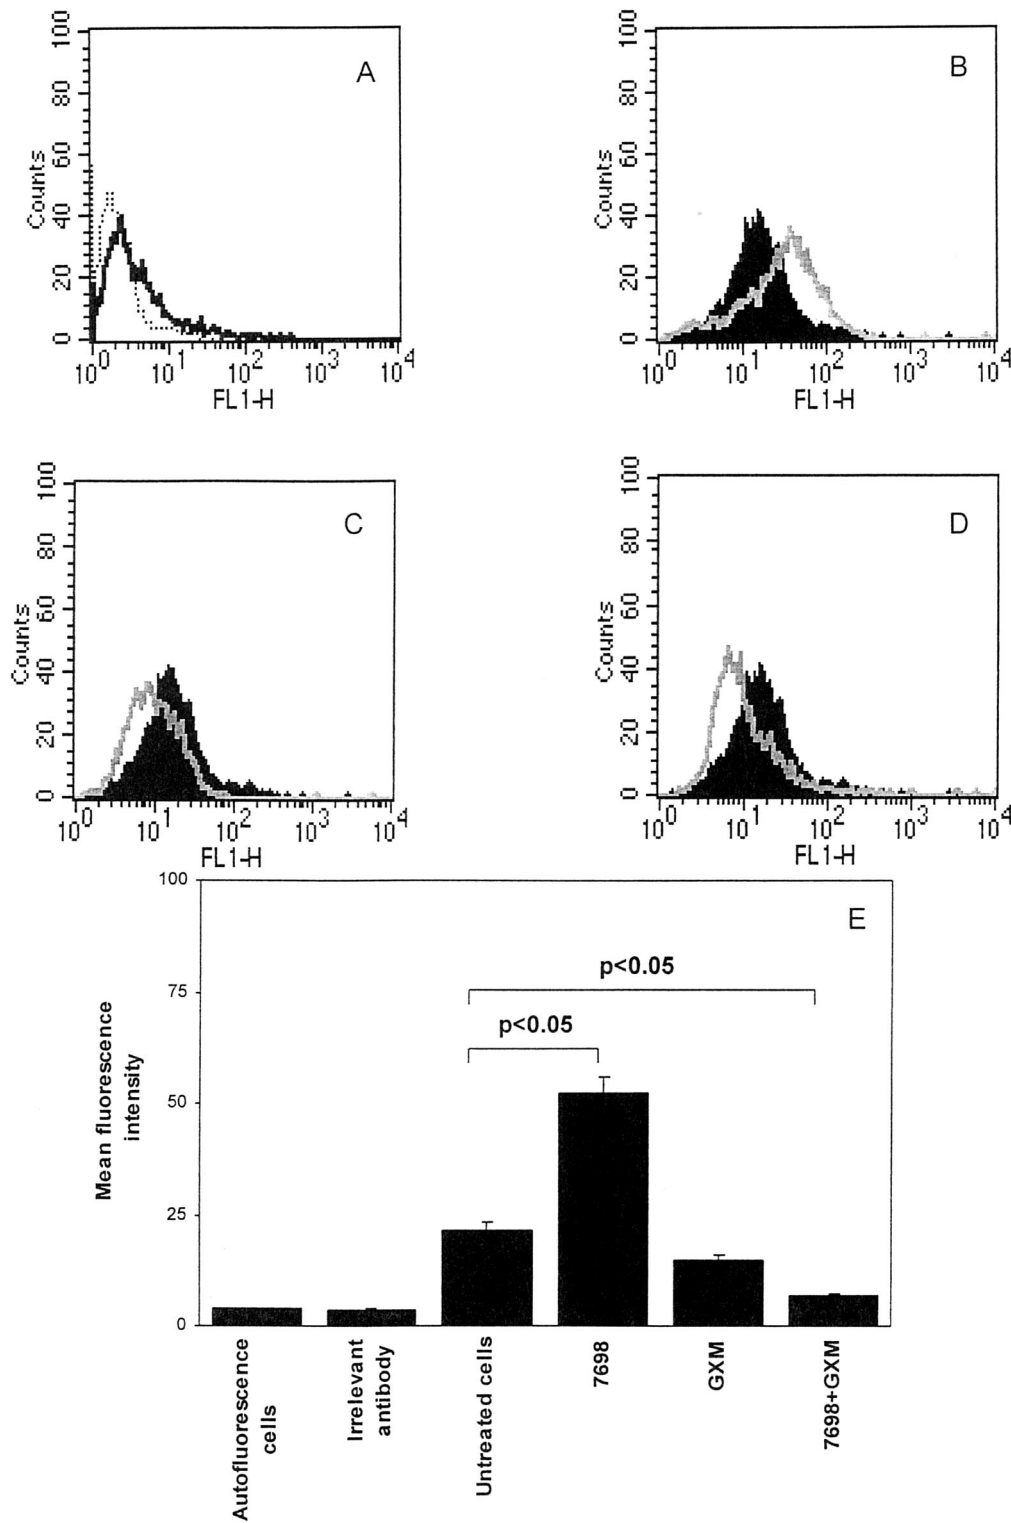 100
80
60
40
20
0
Counts
A
10^0 10^1 10^2 10^3 10^4
FL1-H
100
80
60
40
20
0
Counts
B
10^0 10^1 10^2 10^3 10^4
FL1-H
100
80
60
40
20
0
Counts
C
10^0 10^1 10^2 10^3 10^4
FL1-H
100
80
60
40
20
0
Counts
D
10^0 10^1 10^2 10^3 10^4
FL1-H
100
75
50
25
0
Mean fluorescence
intensity
E
p<0.05
p<0.05
Autofluorescence
cells
Irrelevant
antibody
Untreated cells
7698
GXM
7698+GXM